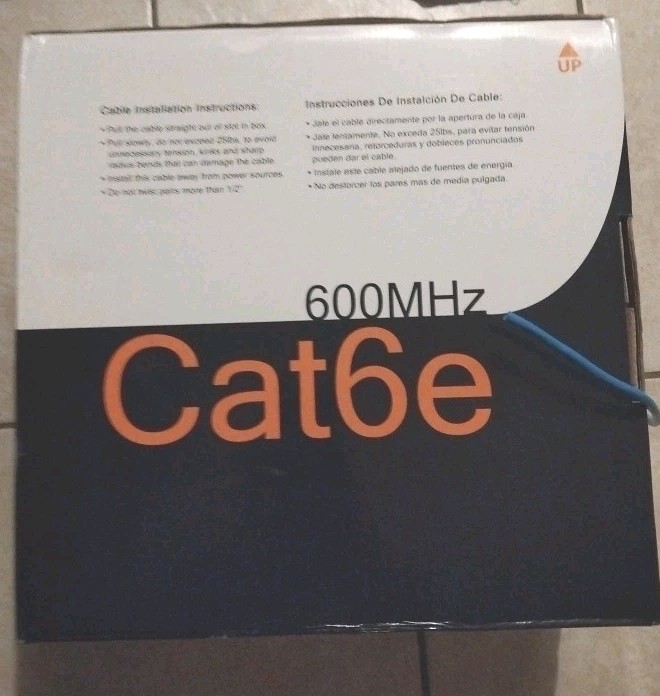 UP
Cable Installation Instructions:
• Pull the cable straight out of slot in box.
• Pull slowly, do not exceed 25lbs, to avoid
unnecessary tension, kinks and sharp
radius bends that can damage the cable.
• Install this cable away from power sources.
• Do not twist pairs more than 1/2".
Instrucciones De Instalción De Cable:
• Jale el cable directamente por la apertura de la caja.
• Jale lentamente, No exceda 25lbs, para evitar tensión
innecesaria, retorceduras y dobleces pronunciados
pueden dar el cable.
• Instale este cable alejado de fuentes de energia.
• No destorcer los pares mas de media pulgada.
600MHz
Cat6e